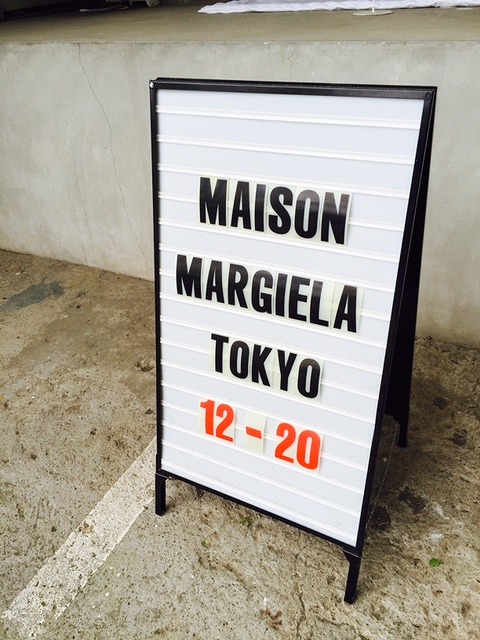 MAISON
MARGIELA
TOKYO
12 - 20